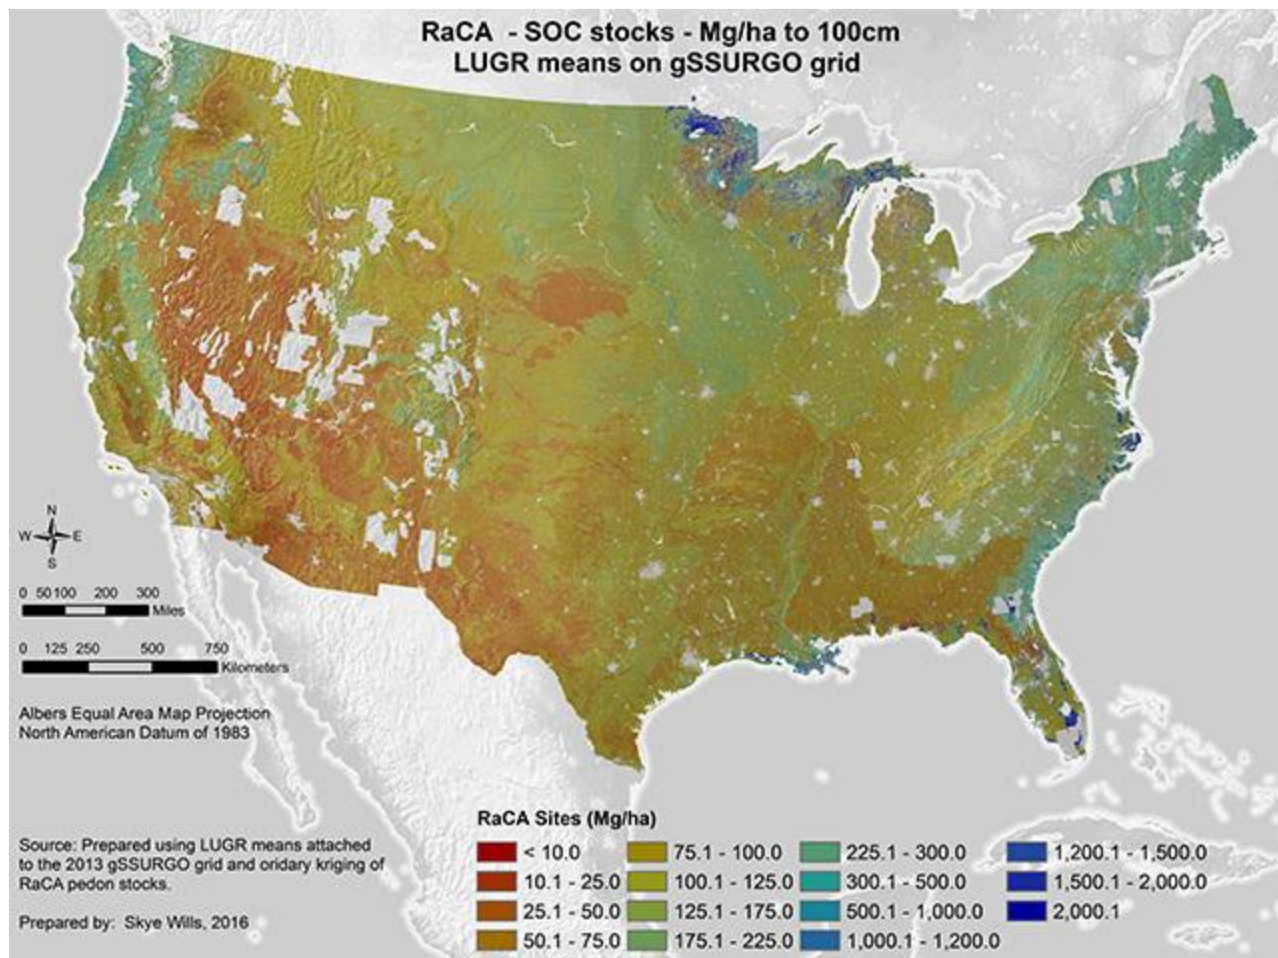 RaCA - SOC stocks - Mg/ha to 100cm
LUGR means on gSSURGO grid
N
W E
S
0 50 100 200 300
Miles
0 125 250 500 750
Kilometers
Albers Equal Area Map Projection
North American Datum of 1983
Source: Prepared using LUGR means attached
to the 2013 gSSURGO grid and oridary kriging of
RaCA pedon stocks.
Prepared by: Skye Wills, 2016
RaCA Sites (Mg/ha)
< 10.0
10.1 - 25.0
25.1 - 50.0
50.1 - 75.0
75.1 - 100.0
100.1 - 125.0
125.1 - 175.0
175.1 - 225.0
225.1 - 300.0
300.1 - 500.0
500.1 - 1,000.0
1,000.1 - 1,200.0
1,200.1 - 1,500.0
1,500.1 - 2,000.0
2,000.1